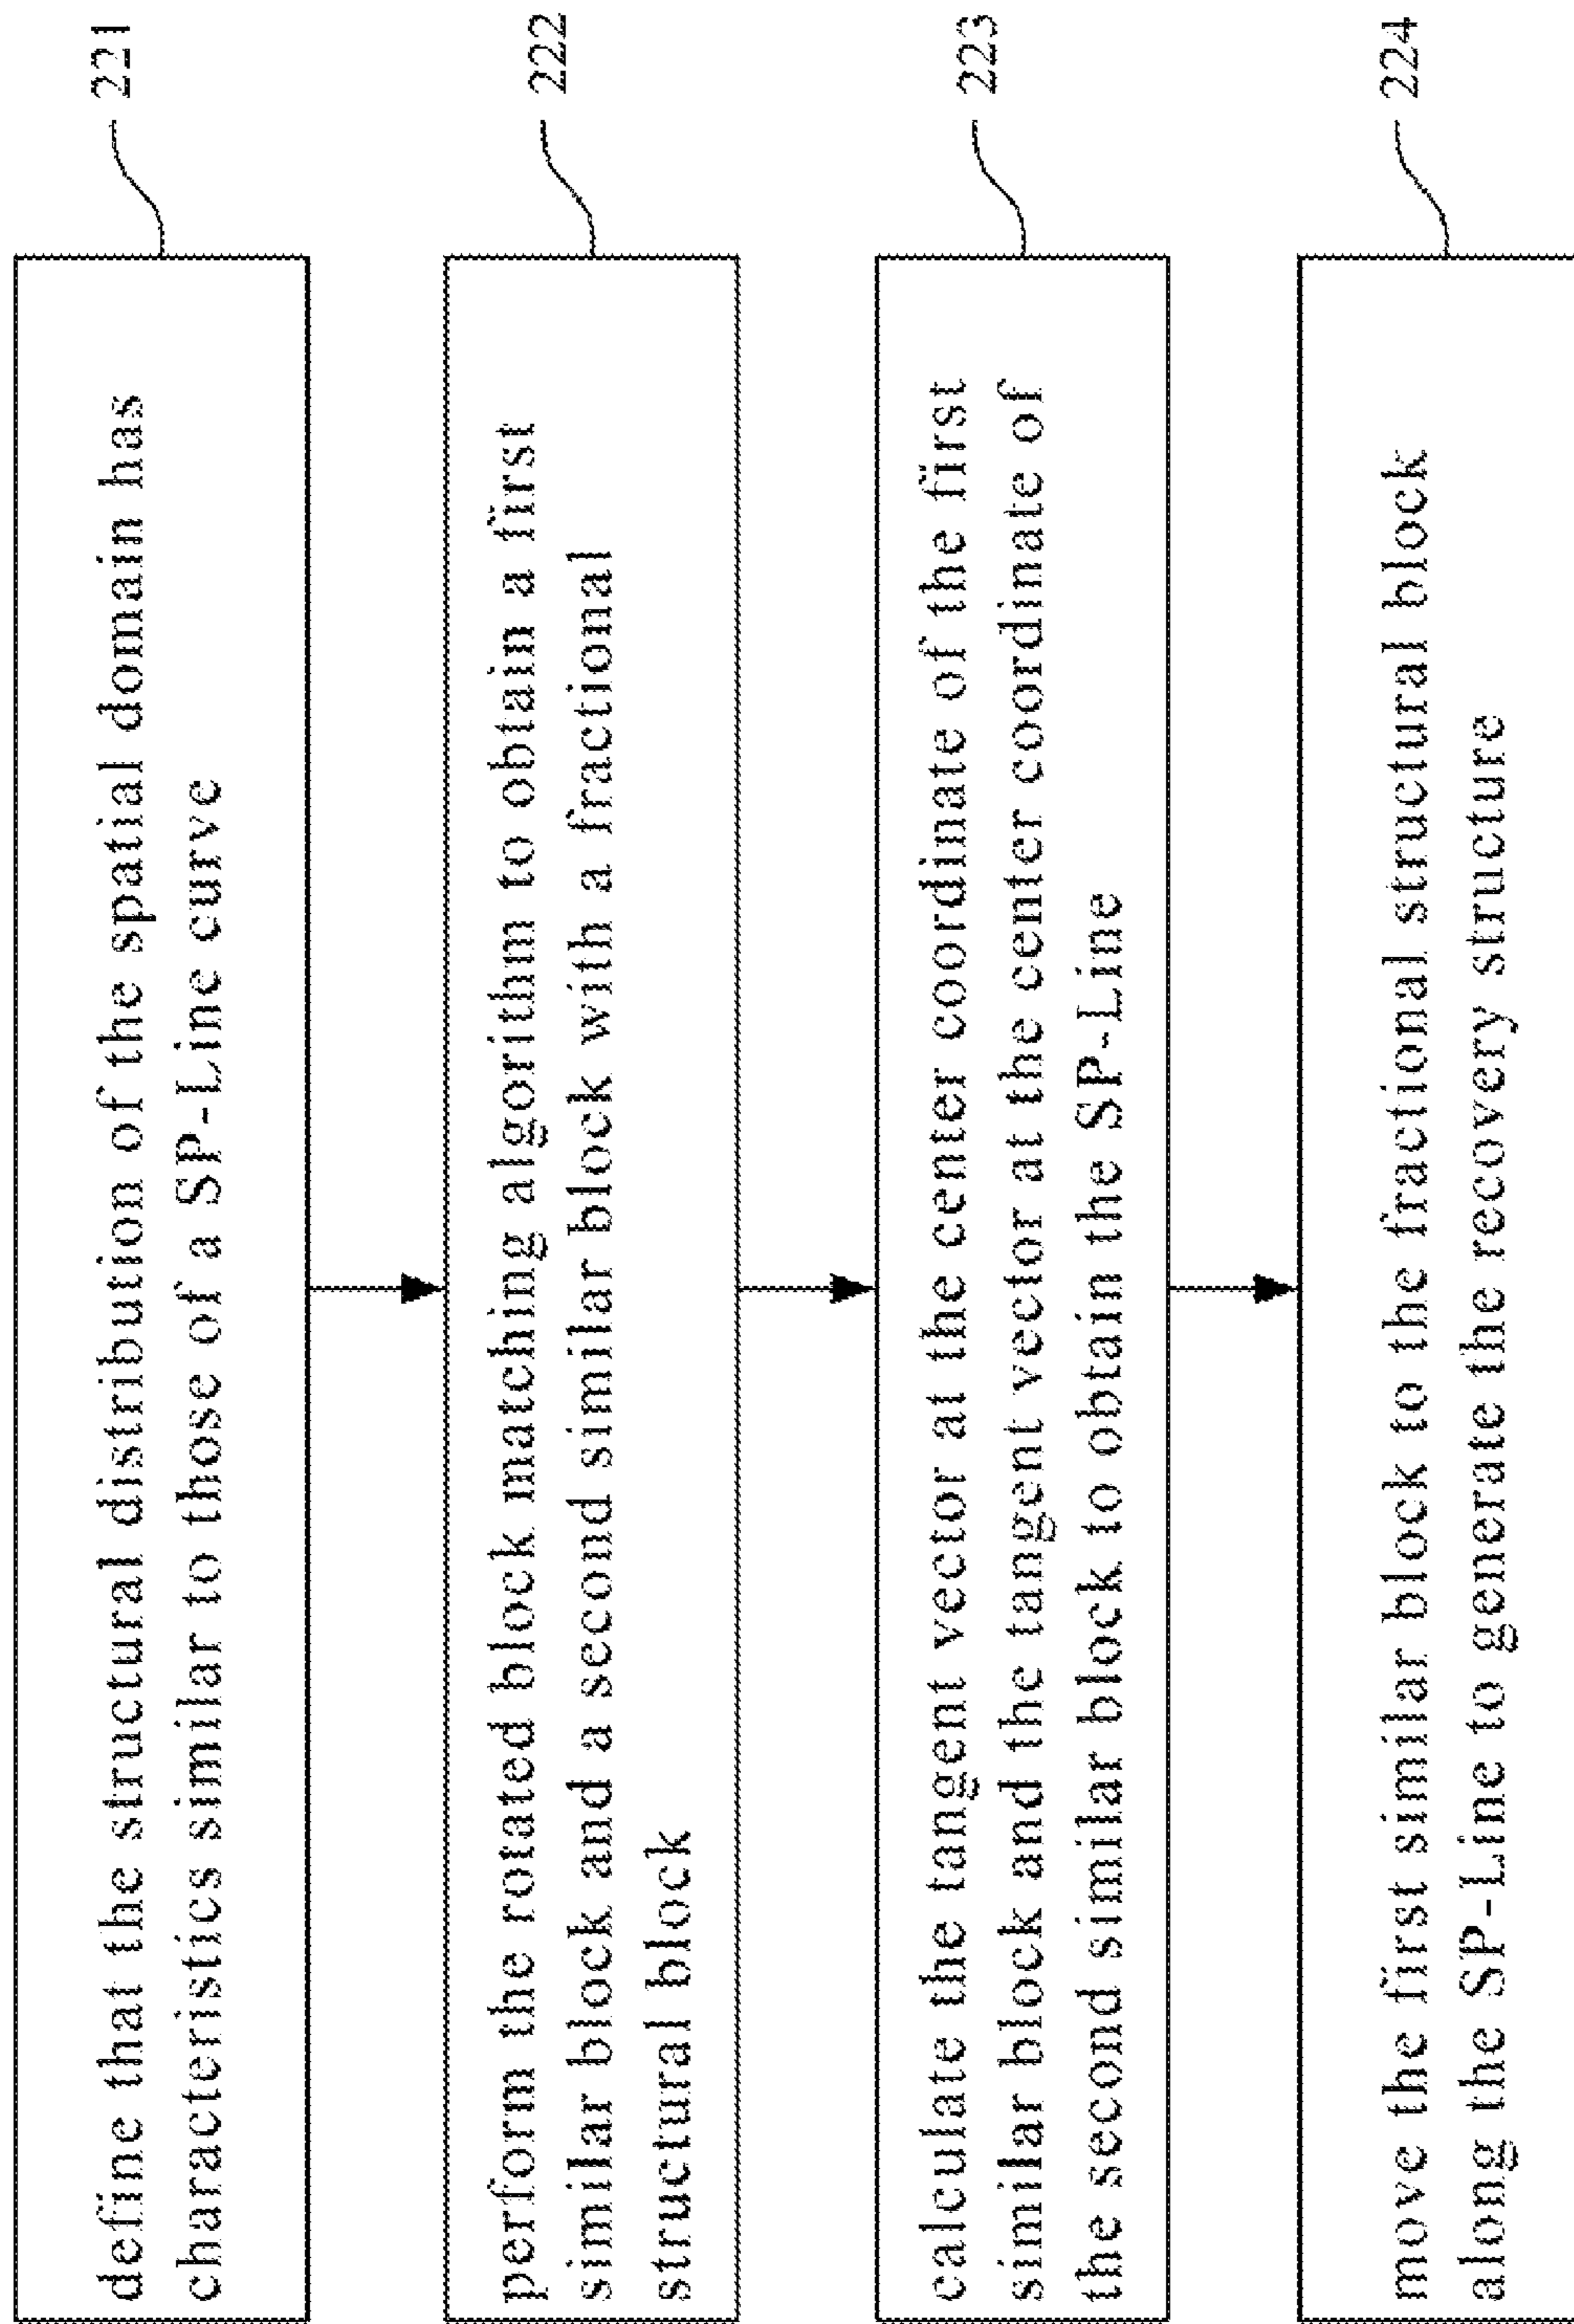 define that the structural distribution of the spatial domain has
characteristics similar to those of a SP-Line curve
221
perform the rotated block matching algorithm to obtain a first
similar block and a second similar block with a fractional
structural block
222
calculate the tangent vector at the center coordinate of the first
similar block and the tangent vector at the center coordinate of
the second similar block to obtain the SP-Line
223
move the first similar block to the fractional structural block
along the SP-Line to generate the recovery structure
224